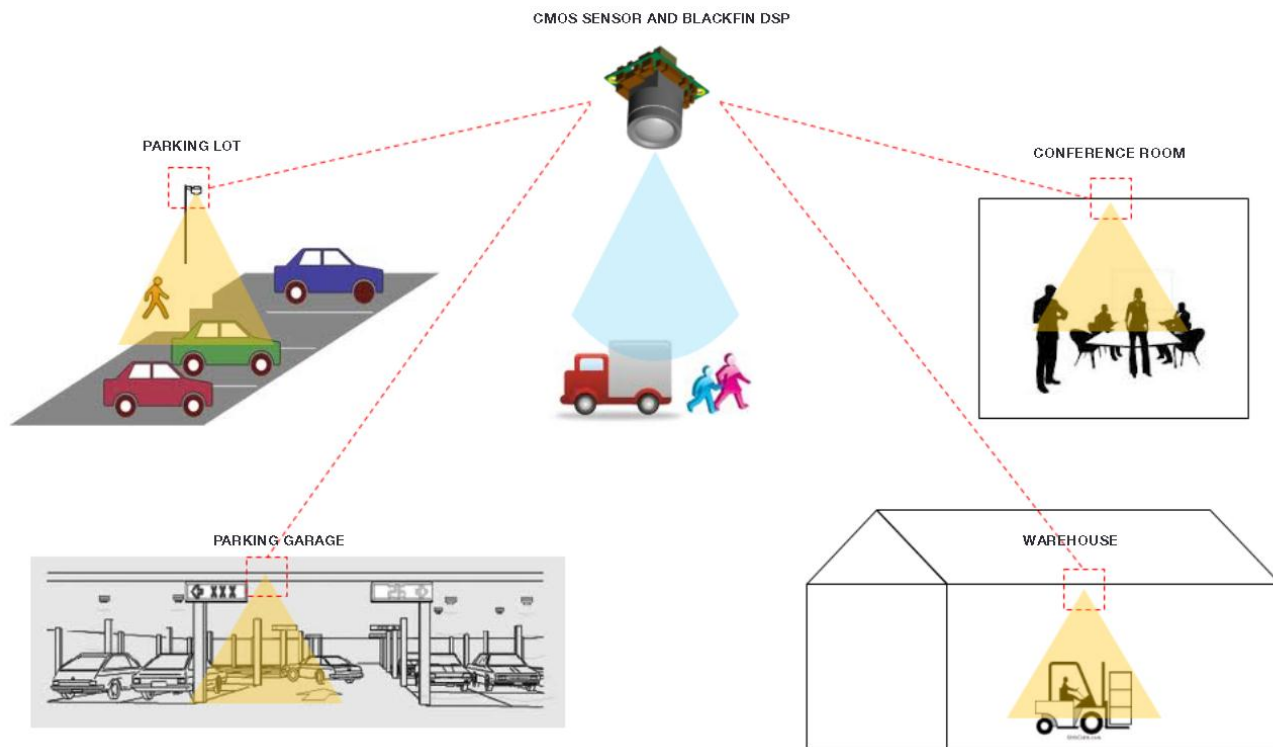 CMOS SENSOR AND BLACKFIN DSP
PARKING LOT
CONFERENCE ROOM
PARKING GARAGE
XXX
WAREHOUSE